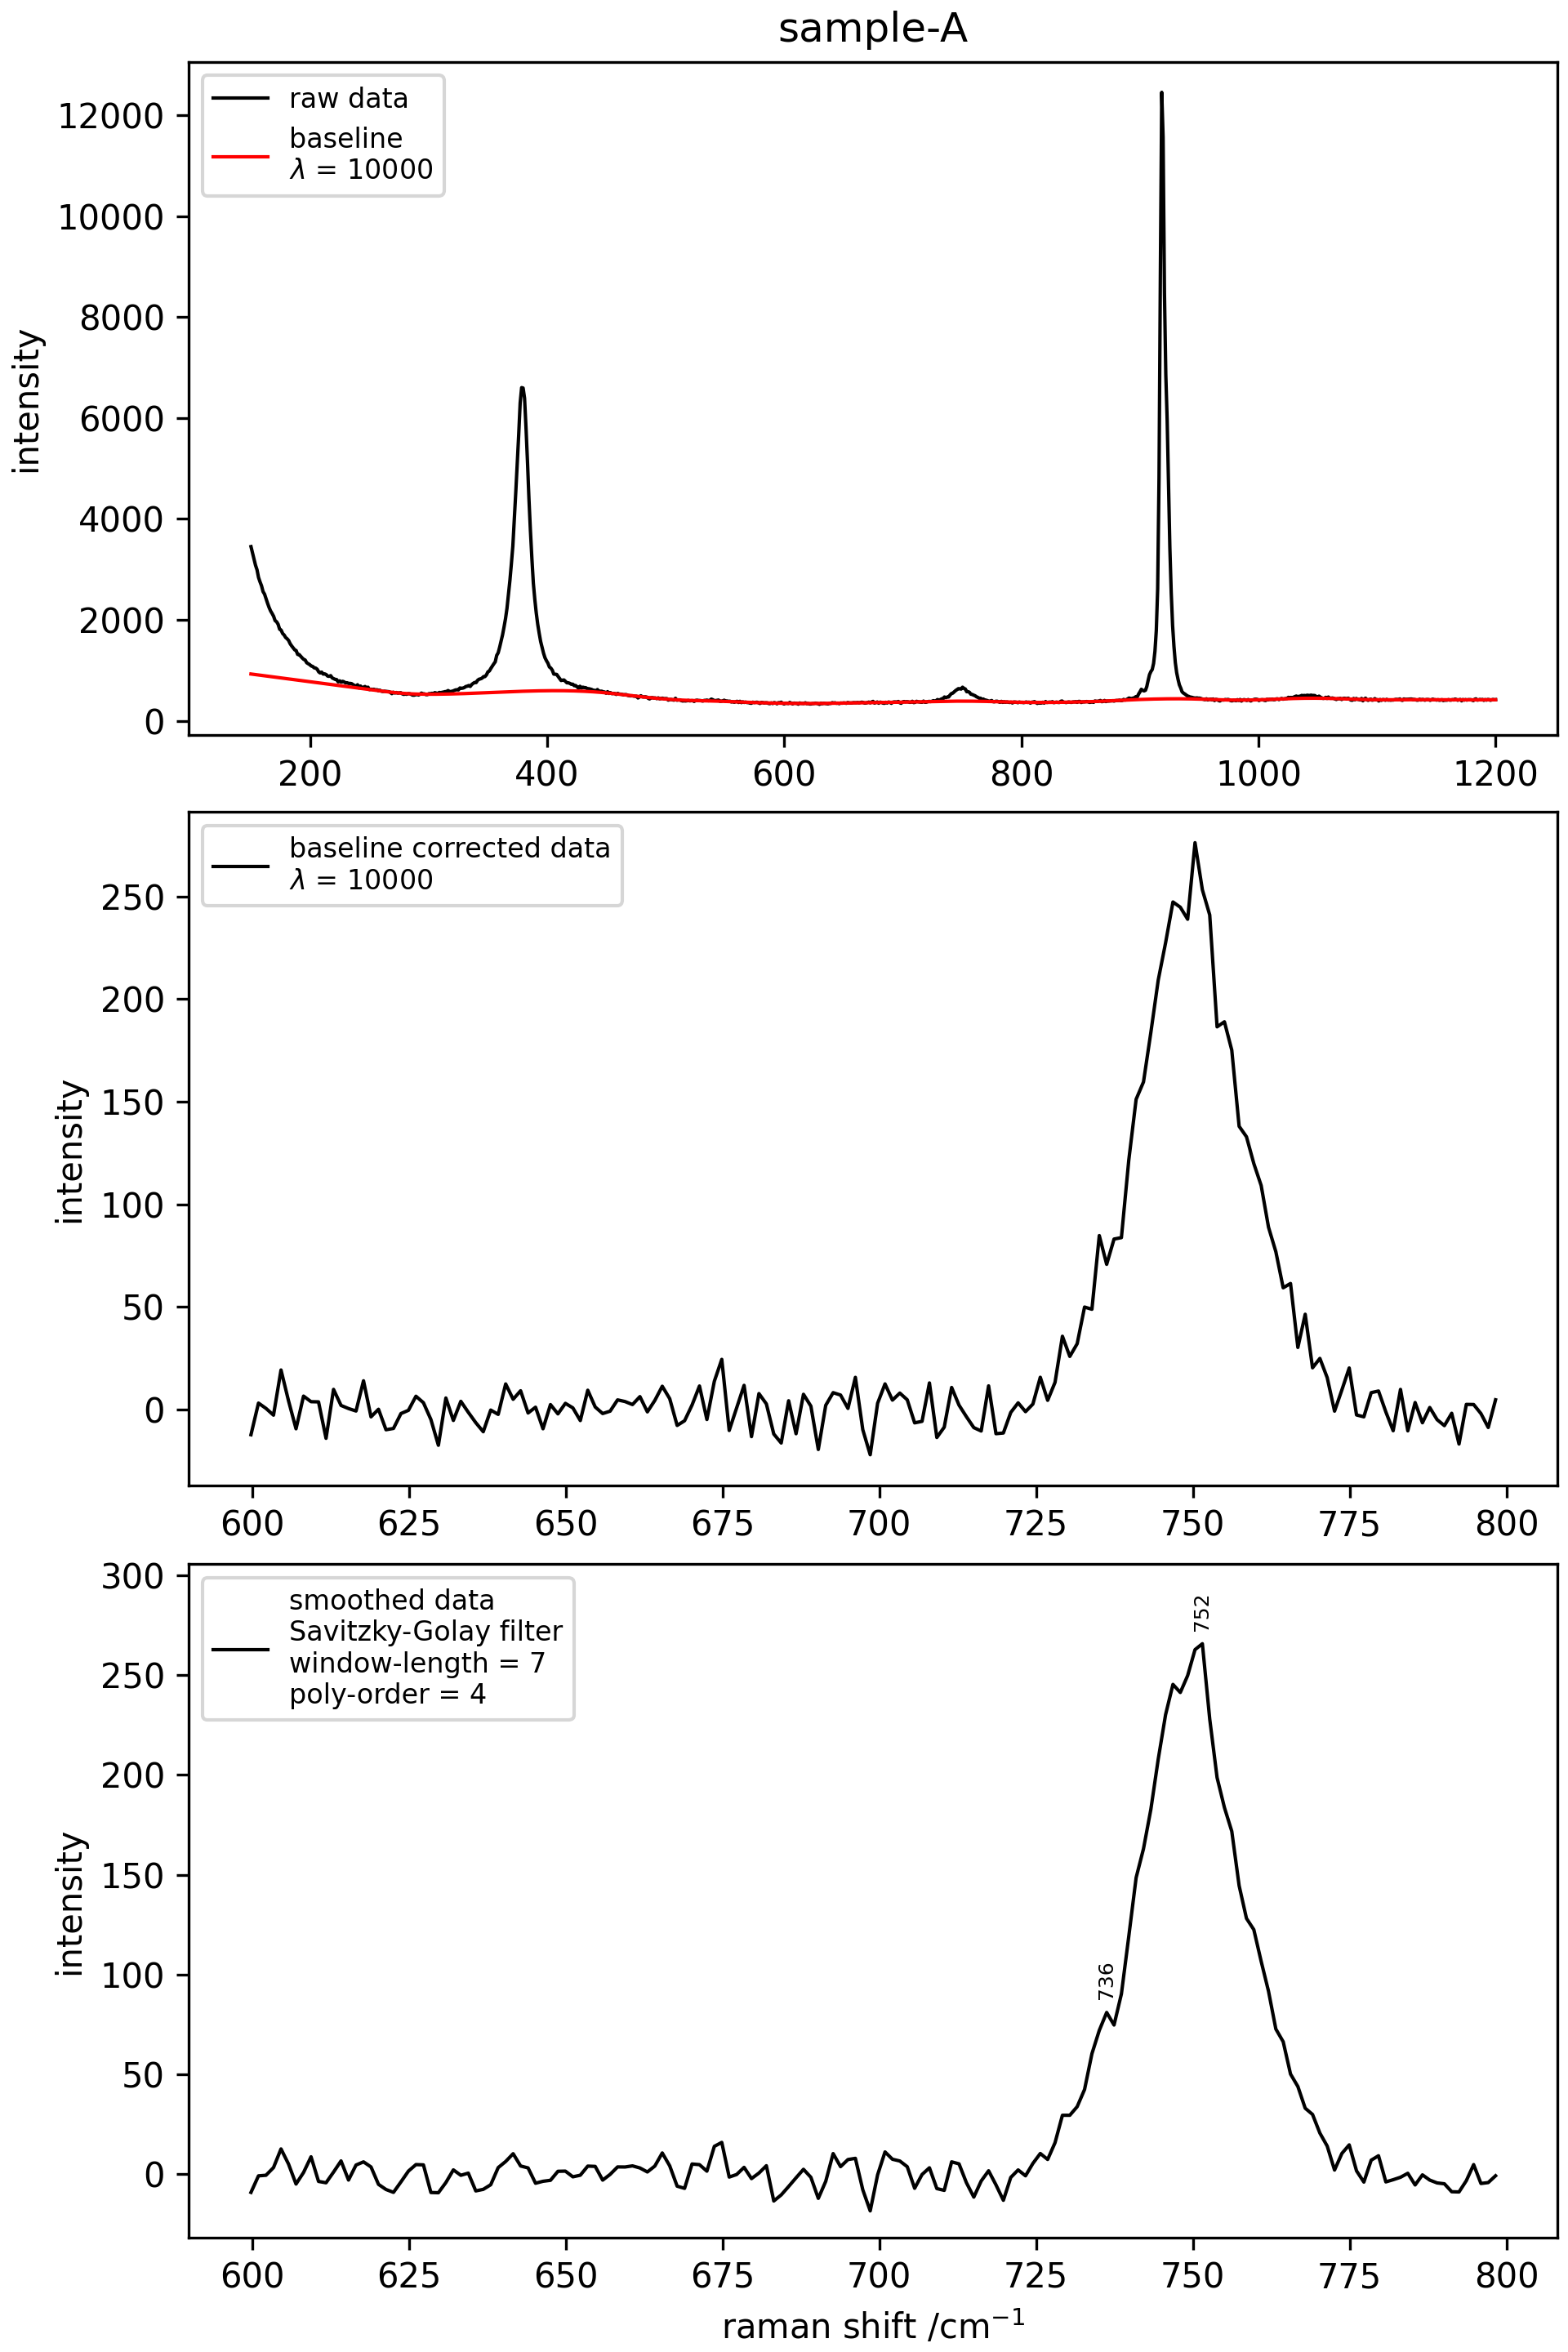 sample-A
raw data
baseline
λ = 10000
12000
10000
8000
6000
4000
2000
0
intensity
200 400 600 800 1000 1200
baseline corrected data
λ = 10000
250
200
150
100
50
0
intensity
600 625 650 675 700 725 750 775 800
smoothed data
Savitzky-Golay filter
window-length = 7
poly-order = 4
752
736
300
250
200
150
100
50
0
intensity
600 625 650 675 700 725 750 775 800
raman shift /cm⁻¹